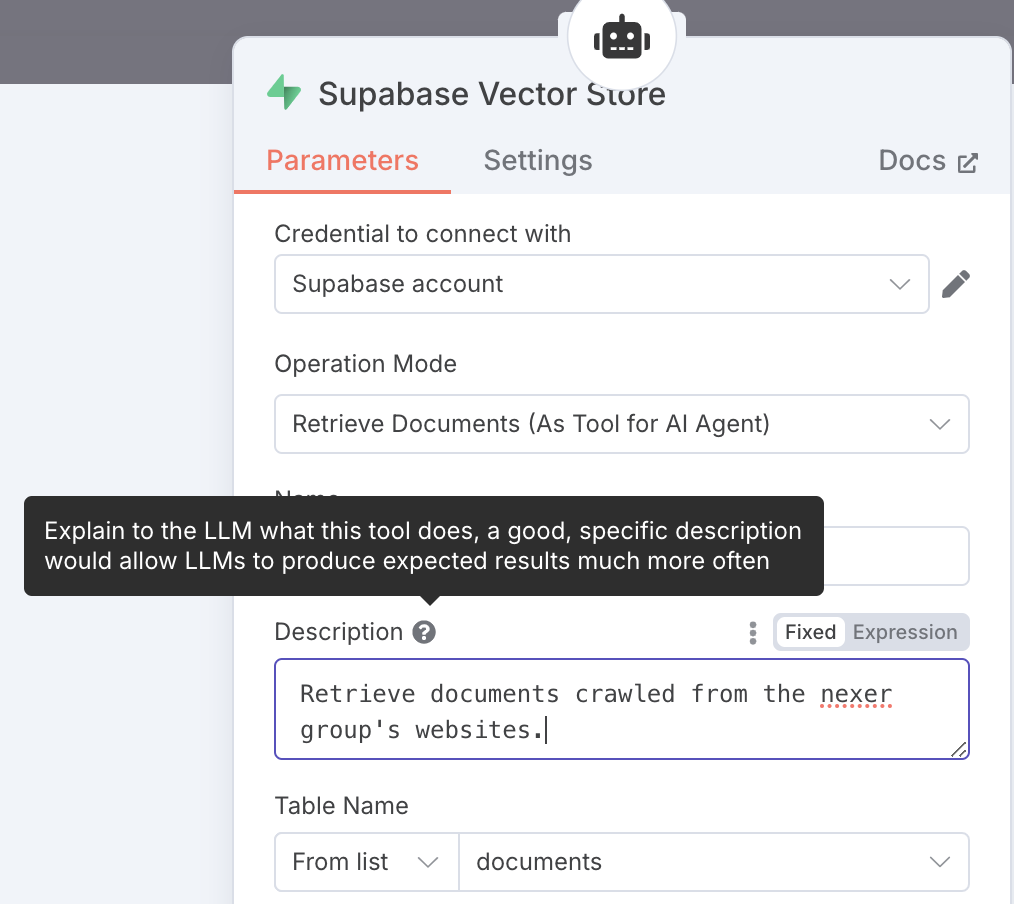 Supabase Vector Store
Parameters
Settings
Docs
Credential to connect with
Supabase account
Operation Mode
Retrieve Documents (As Tool for AI Agent)
Name
Explain to the LLM what this tool does, a good, specific description
would allow LLMs to produce expected results much more often
Description
Fixed
Expression
Retrieve documents crawled from the nexer
group's websites.
Table Name
From list
documents